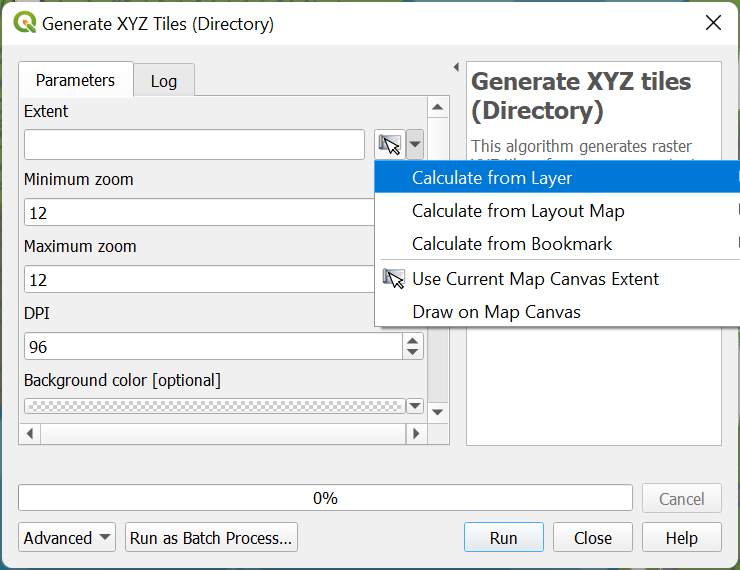 Generate XYZ Tiles (Directory)
Parameters
Log
Extent
Minimum zoom
12
Maximum zoom
12
DPI
96
Background color [optional]
Generate XYZ tiles
(Directory)
This algorithm generates raster
Calculate from Layer
Calculate from Layout Map
Calculate from Bookmark
Use Current Map Canvas Extent
Draw on Map Canvas
0%
Cancel
Advanced
Run as Batch Process...
Run
Close
Help